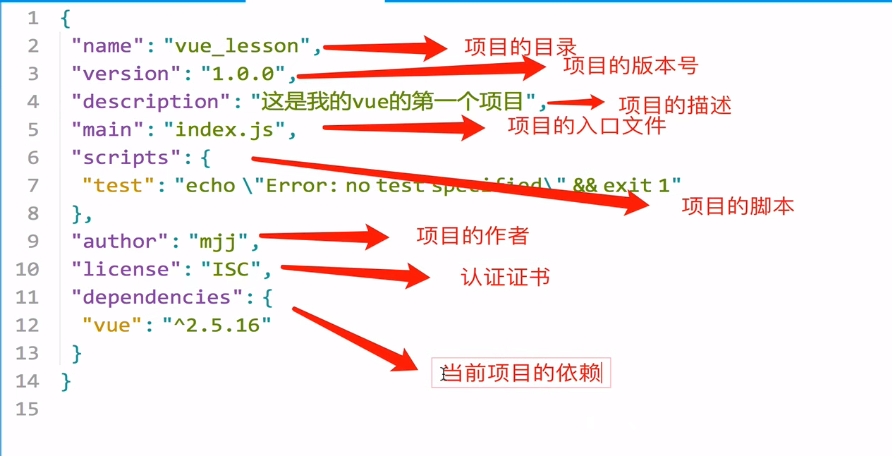 1 {
2 "name": "vue_lesson", 项目的目录
3 "version": "1.0.0", 项目的版本号
4 "description": "这是我的vue的第一个项目", 项目的描述
5 "main": "index.js", 项目的入口文件
6 "scripts": {
7 "test": "echo \"Error: no test specified\" && exit 1"
项目的脚本
8 },
9 "author": "mjj", 项目的作者
10 "license": "ISC", 认证证书
11 "dependencies": {
12 "vue": "^2.5.16"
13 }
当前项目的依赖
14 }
15